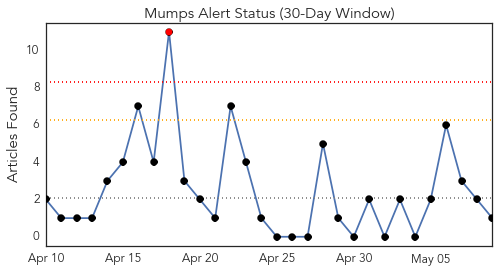 Mumps Alert Status (30-Day Window)
Articles Found
10
8
6
4
2
0
Apr 10
Apr 15
Apr 20
Apr 25
Apr 30
May 05